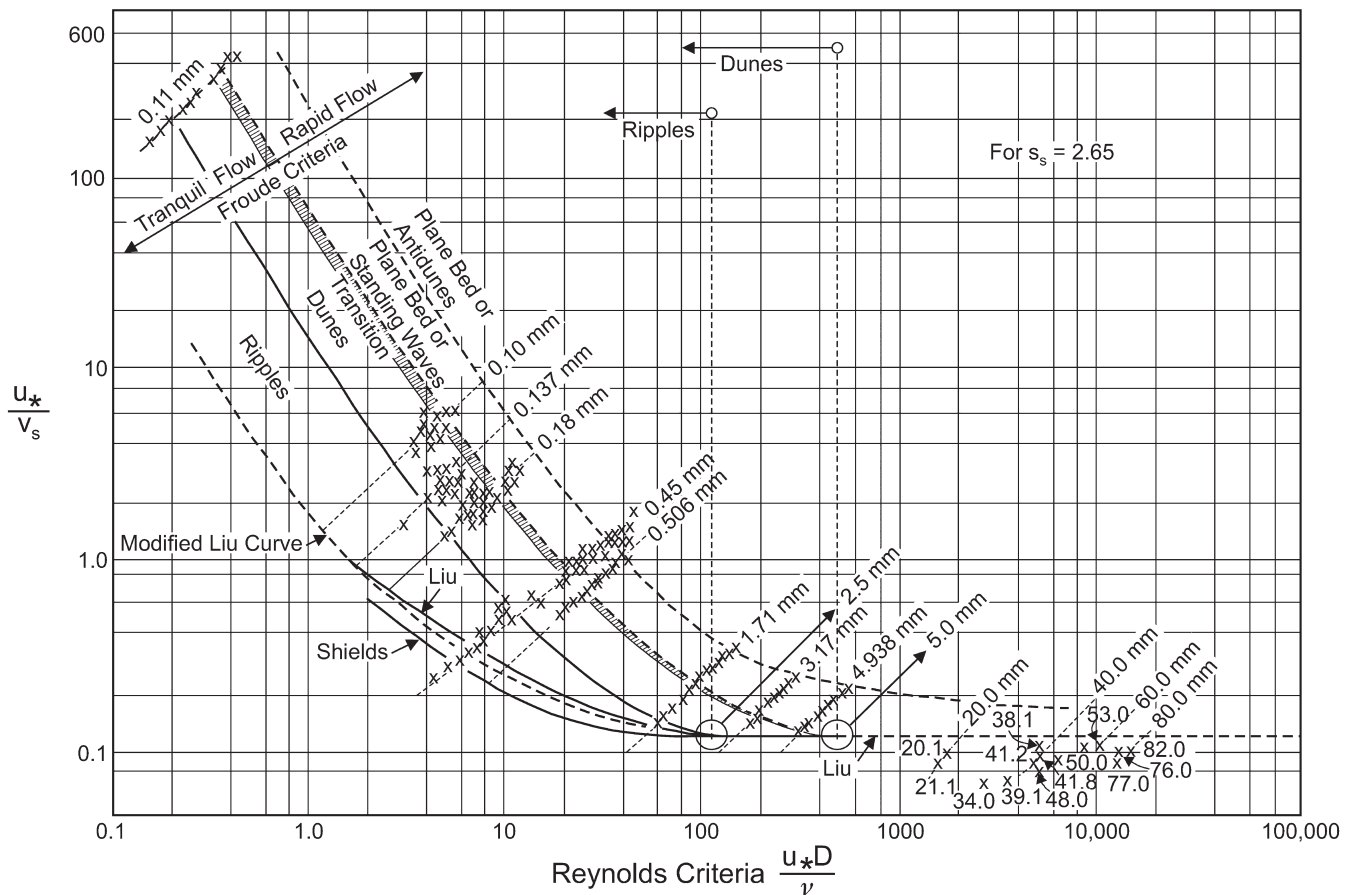 600
100
10
1.0
0.1
u*
vs
0.1
1.0
10
100
1000
10,000
100,000
Reynolds Criteria u*D
ν
For ss = 2.65
Dunes
Ripples
0.11 mm
Tranquil Flow
Rapid Flow
Froude Criteria
Plane Bed or
Antidunes
Plane Bed or
Standing Waves
Transition
Dunes
Ripples
0.10 mm
0.137 mm
0.18 mm
0.45 mm
0.506 mm
Modified Liu Curve
Liu
Shields
1.71 mm
2.5 mm
3.17 mm
4.938 mm
5.0 mm
20.0 mm
40.0 mm
60.0 mm
80.0 mm
Liu
38.1
53.0
20.1
41.2
50.0
82.0
76.0
21.1
34.0
39.1
48.0
41.8
77.0